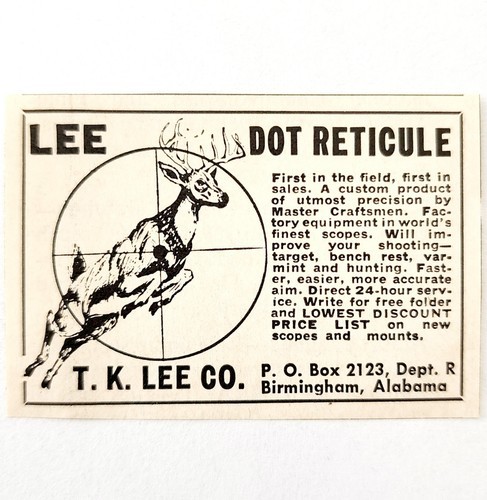 LEE DOT RETICULE
First in the field, first in
sales. A custom product
of utmost precision by
Master Craftsmen. Fac-
tory equipment in world's
finest scopes. Will im-
prove your shooting—
target, bench rest, var-
mint and hunting. Fast-
er, easier, more accurate
aim. Direct 24-hour serv-
ice. Write for free folder
and LOWEST DISCOUNT
PRICE LIST on new
scopes and mounts.
T. K. LEE CO.
P. O. Box 2123, Dept. R
Birmingham, Alabama